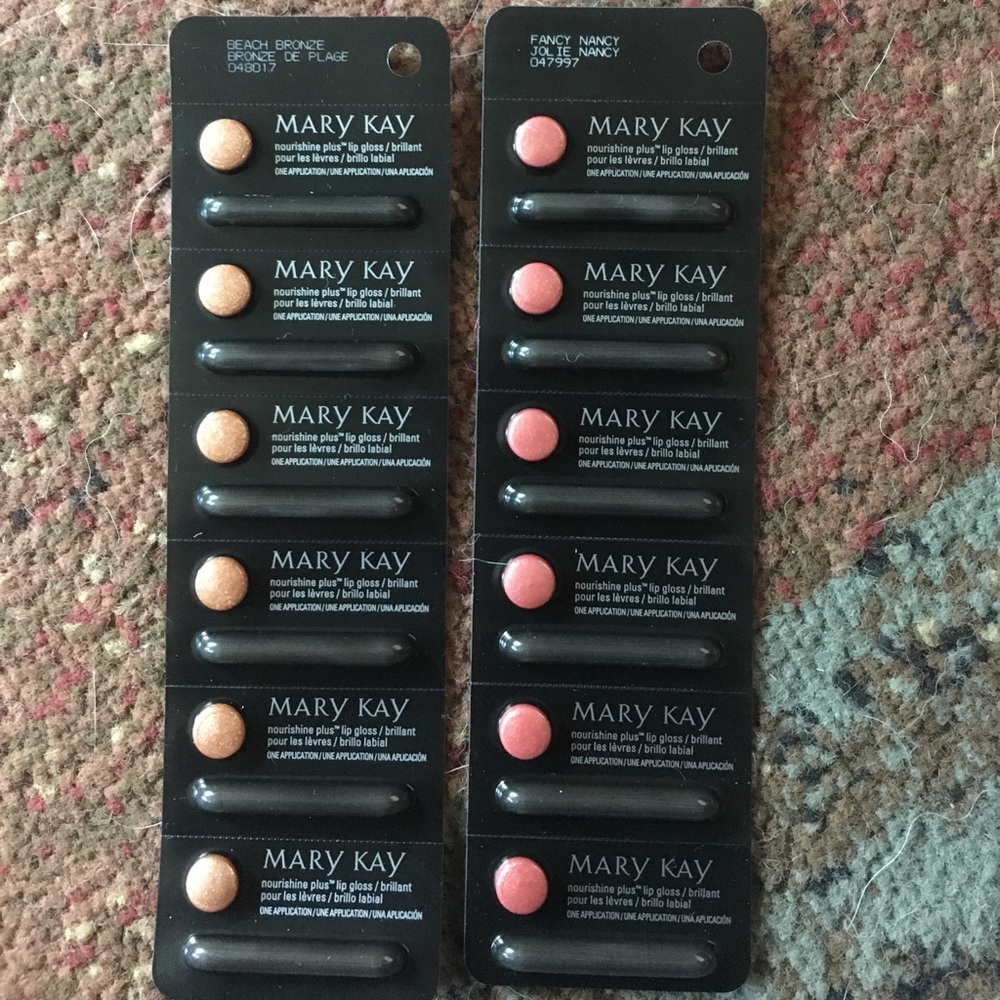 BEACH BRONZE
BRONZE DE PLAGE
048017
MARY KAY
nourishine plus™ lip gloss / brillant
pour les lèvres / brillo labial
ONE APPLICATION / UNE APPLICATION / UNA APLICACIÓN
MARY KAY
nourishine plus™ lip gloss / brillant
pour les lèvres / brillo labial
ONE APPLICATION / UNE APPLICATION / UNA APLICACIÓN
MARY KAY
nourishine plus™ lip gloss / brillant
pour les lèvres / brillo labial
ONE APPLICATION / UNE APPLICATION / UNA APLICACIÓN
MARY KAY
nourishine plus™ lip gloss / brillant
pour les lèvres / brillo labial
ONE APPLICATION / UNE APPLICATION / UNA APLICACIÓN
MARY KAY
nourishine plus™ lip gloss / brillant
pour les lèvres / brillo labial
ONE APPLICATION / UNE APPLICATION / UNA APLICACIÓN
MARY KAY
nourishine plus™ lip gloss / brillant
pour les lèvres / brillo labial
ONE APPLICATION / UNE APPLICATION / UNA APLICACIÓN
FANCY NANCY
JOLIE NANCY
047997
MARY KAY
nourishine plus™ lip gloss / brillant
pour les lèvres / brillo labial
ONE APPLICATION / UNE APPLICATION / UNA APLICACIÓN
MARY KAY
nourishine plus™ lip gloss / brillant
pour les lèvres / brillo labial
ONE APPLICATION / UNE APPLICATION / UNA APLICACIÓN
MARY KAY
nourishine plus™ lip gloss / brillant
pour les lèvres / brillo labial
ONE APPLICATION / UNE APPLICATION / UNA APLICACIÓN
MARY KAY
nourishine plus™ lip gloss / brillant
pour les lèvres / brillo labial
ONE APPLICATION / UNE APPLICATION / UNA APLICACIÓN
MARY KAY
nourishine plus™ lip gloss / brillant
pour les lèvres / brillo labial
ONE APPLICATION / UNE APPLICATION / UNA APLICACIÓN
MARY KAY
nourishine plus™ lip gloss / brillant
pour les lèvres / brillo labial
ONE APPLICATION / UNE APPLICATION / UNA APLICACIÓN